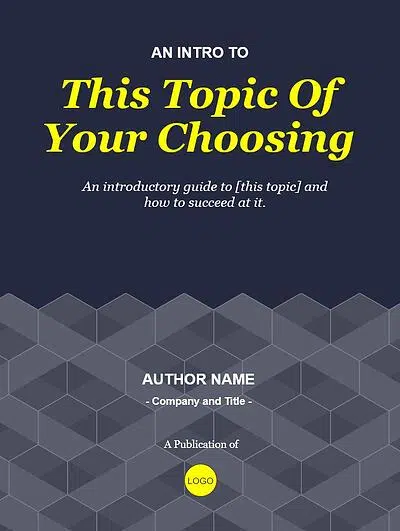 AN INTRO TO
This Topic Of
Your Choosing
An introductory guide to [this topic] and
how to succeed at it.
AUTHOR NAME
- Company and Title -
A Publication of
LOGO